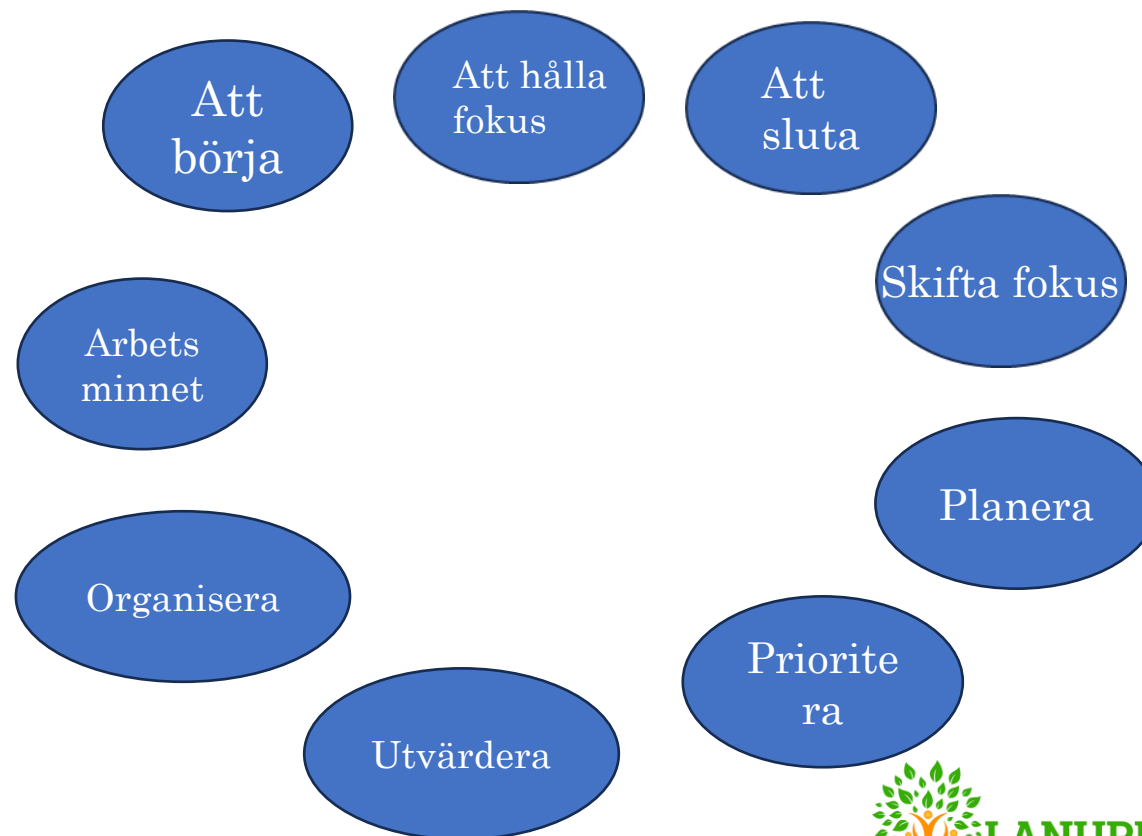 Att
börja
Att hålla
fokus
Att
sluta
Skifta fokus
Planera
Priorite
ra
Utvärdera
Organisera
Arbets
minnet